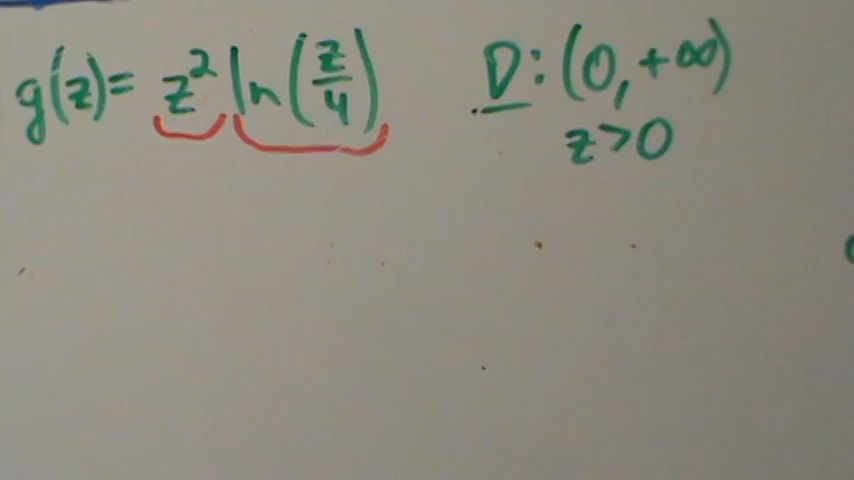 g'(z) = z² ln(z/4) D: (0, +∞)
z > 0